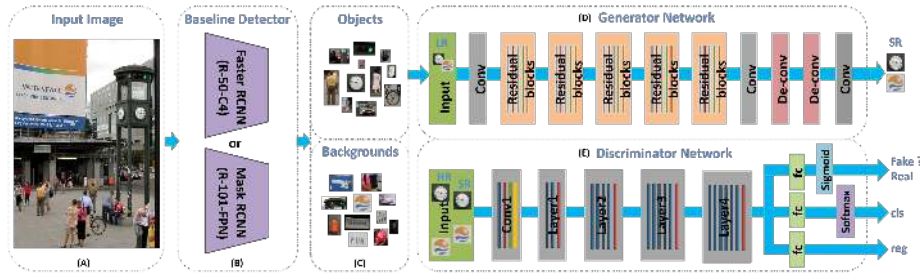 Input Image
(A)
Baseline Detector
Faster RCNN
(R-50-C4)
or
Mask RCNN
(R-101-FPN)
(B)
Objects
Backgrounds
(C)
(D) Generator Network
LR
Input
Conv
Residual
blocks
Residual
blocks
Residual
blocks
Residual
blocks
Residual
blocks
Conv
De-conv
De-conv
Conv
SR
(E) Discriminator Network
HR
SR
Input
Conv1
Layer1
Layer2
Layer3
Layer4
fc
Sigmoid
Fake ?
Real
fc
Softmax
cls
fc
reg